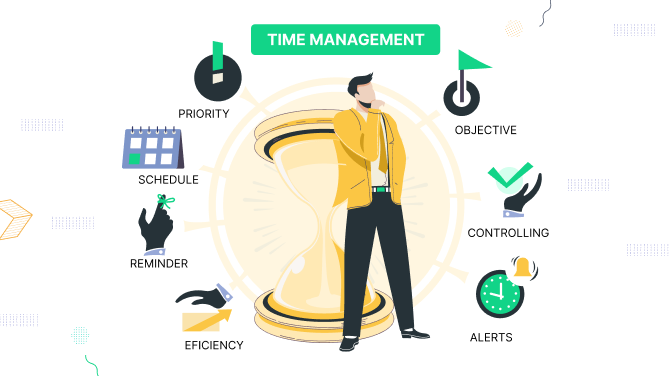 TIME MANAGEMENT
PRIORITY
OBJECTIVE
SCHEDULE
CONTROLLING
REMINDER
ALERTS
EFICIENCY